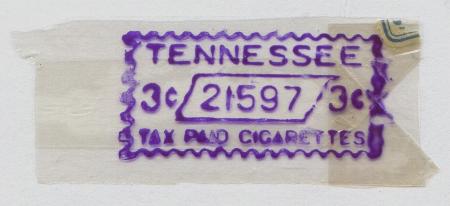 TENNESSEE
3¢ 21597 3¢
TAX PAID CIGARETTES